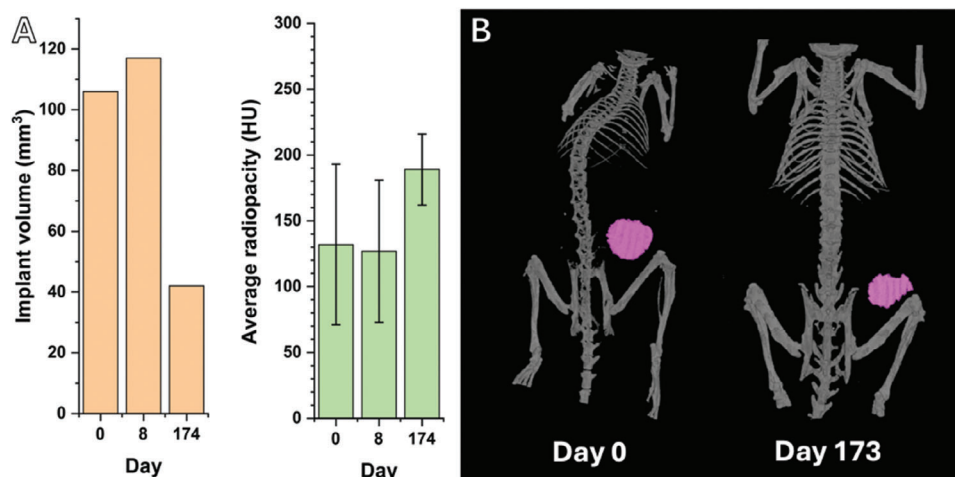 A
Implant volume (mm³)
120
100
80
60
40
20
0
0 8 174
Day
Average radiopacity (HU)
300
250
200
150
100
50
0
0 8 174
Day
B
Day 0
Day 173